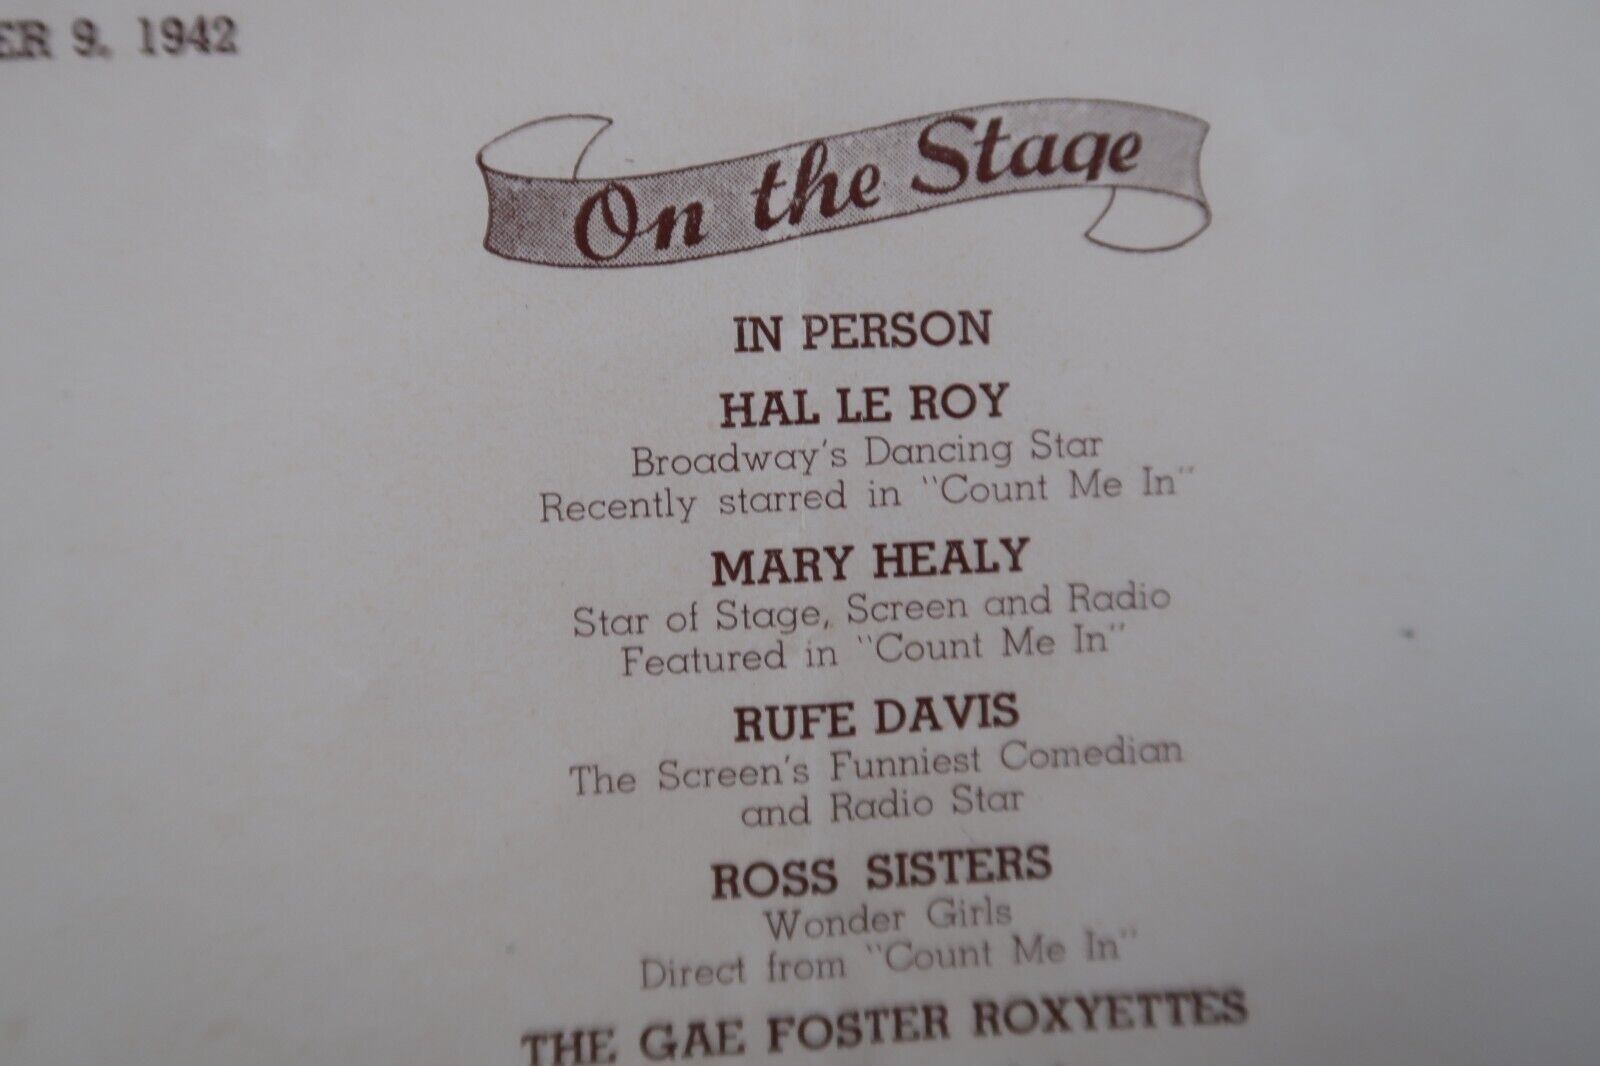 ER 9, 1942
On the Stage
IN PERSON
HAL LE ROY
Broadway's Dancing Star
Recently starred in "Count Me In"
MARY HEALY
Star of Stage, Screen and Radio
Featured in "Count Me In"
RUFE DAVIS
The Screen's Funniest Comedian
and Radio Star
ROSS SISTERS
Wonder Girls
Direct from "Count Me In"
THE GAE FOSTER ROXYETTES